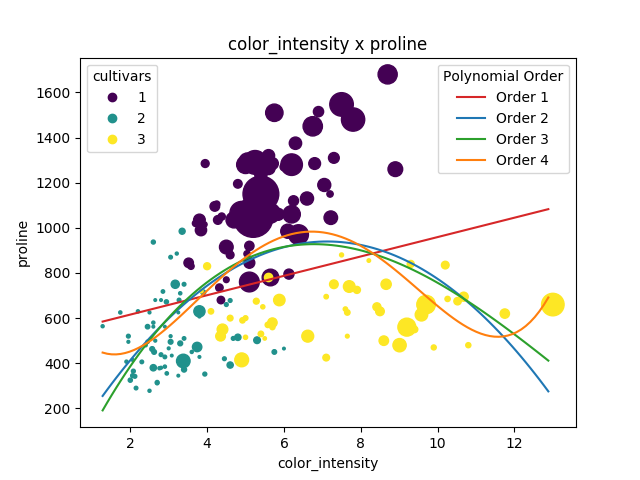 color_intensity x proline
cultivars
1
2
3
Polynomial Order
Order 1
Order 2
Order 3
Order 4
1600
1400
1200
1000
800
600
400
200
proline
2 4 6 8 10 12
color_intensity